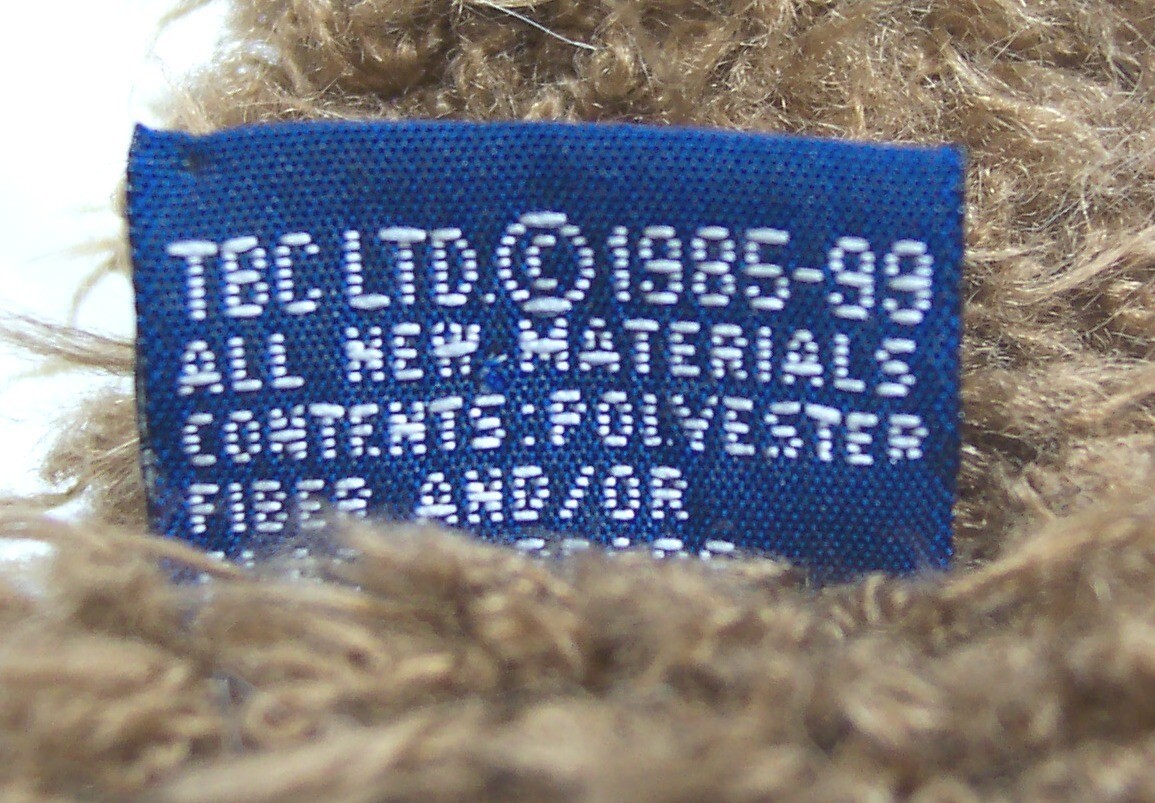 TBC LTD.©1985-99
ALL NEW MATERIALS
CONTENTS:POLYESTER
FIBER AND/OR